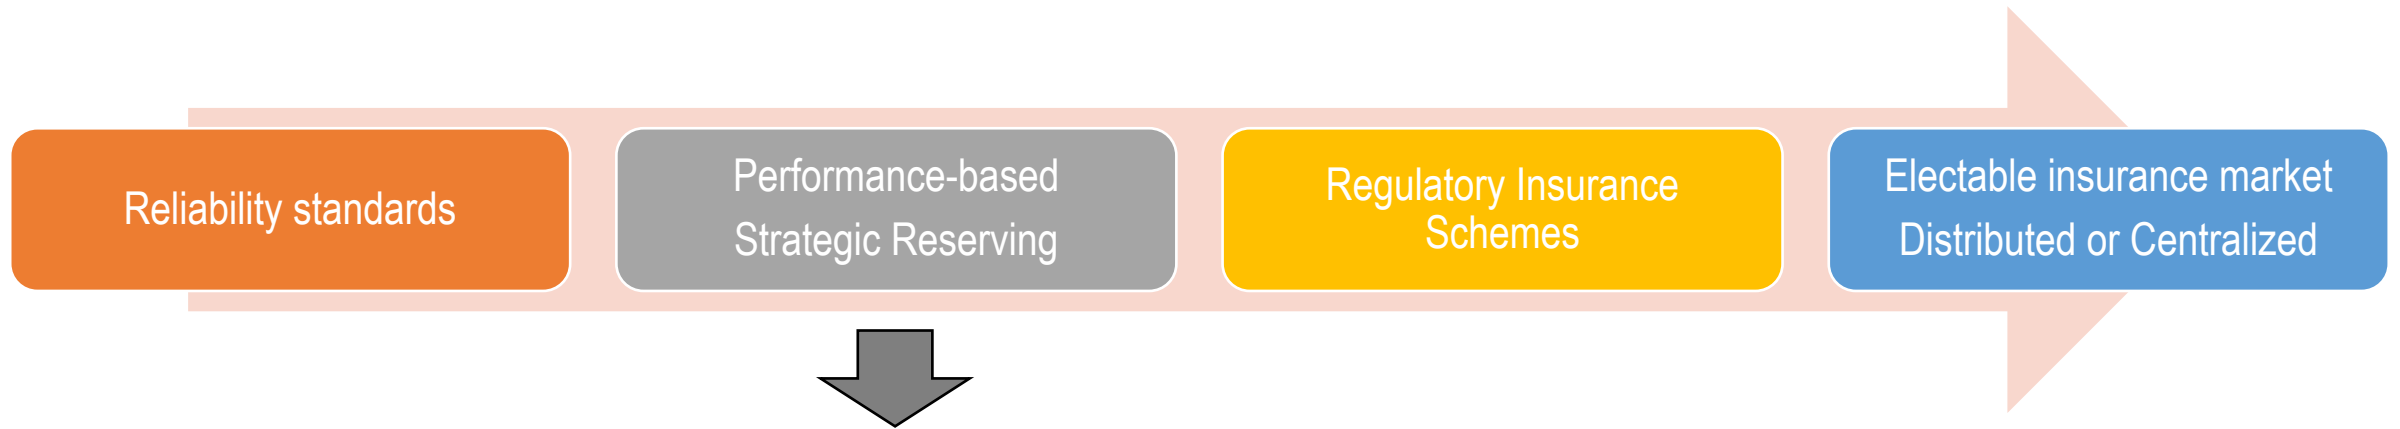 Reliability standards
Performance-based
Strategic Reserving
Regulatory Insurance
Schemes
Electable insurance market
Distributed or Centralized